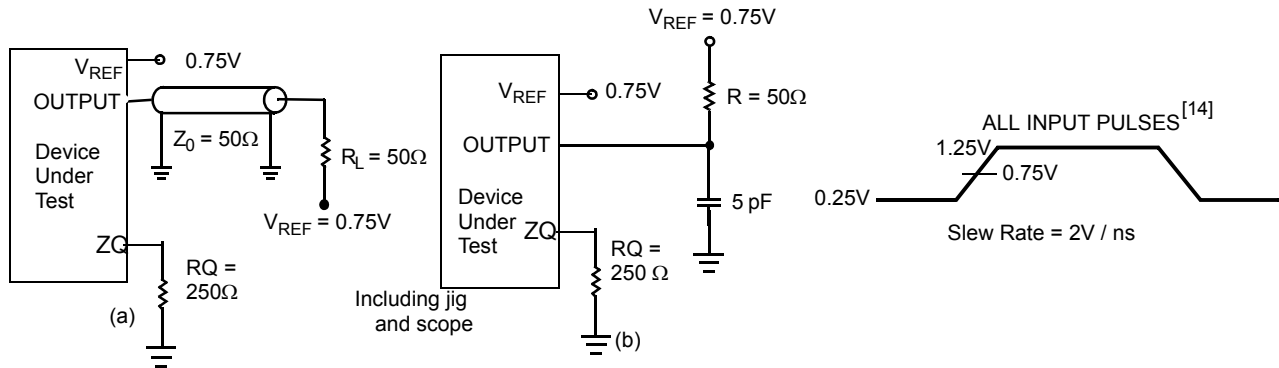 V_REF 0.75V
OUTPUT
Z_0 = 50Ω
Device
Under
Test
R_L = 50Ω
V_REF = 0.75V
ZQ
RQ =
250Ω
(a)
V_REF = 0.75V
R = 50Ω
V_REF 0.75V
OUTPUT
Device
Under
Test
5 pF
ZQ
RQ =
250 Ω
Including jig
and scope
(b)
ALL INPUT PULSES[14]
1.25V
0.75V
0.25V
Slew Rate = 2V / ns